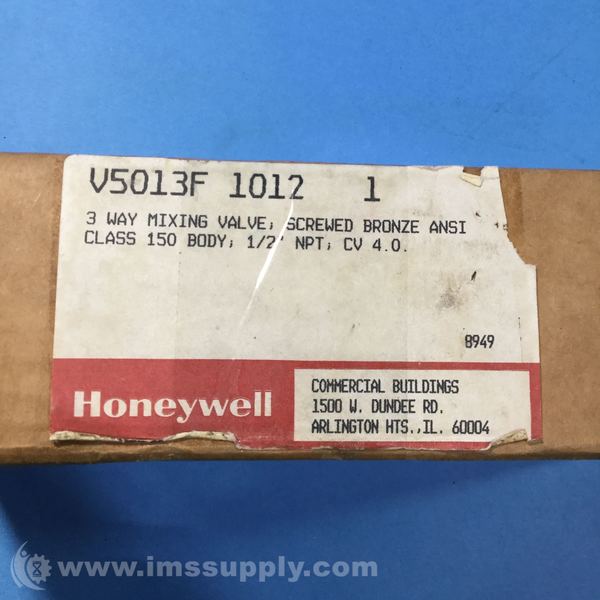 V5013F 1012 1
3 WAY MIXING VALVE; SCREWED BRONZE ANSI
CLASS 150 BODY; 1/2" NPT; CV 4.0.
8949
Honeywell
COMMERCIAL BUILDINGS
1500 W. DUNDEE RD.
ARLINGTON HTS.,IL. 60004
© www.imssupply.com